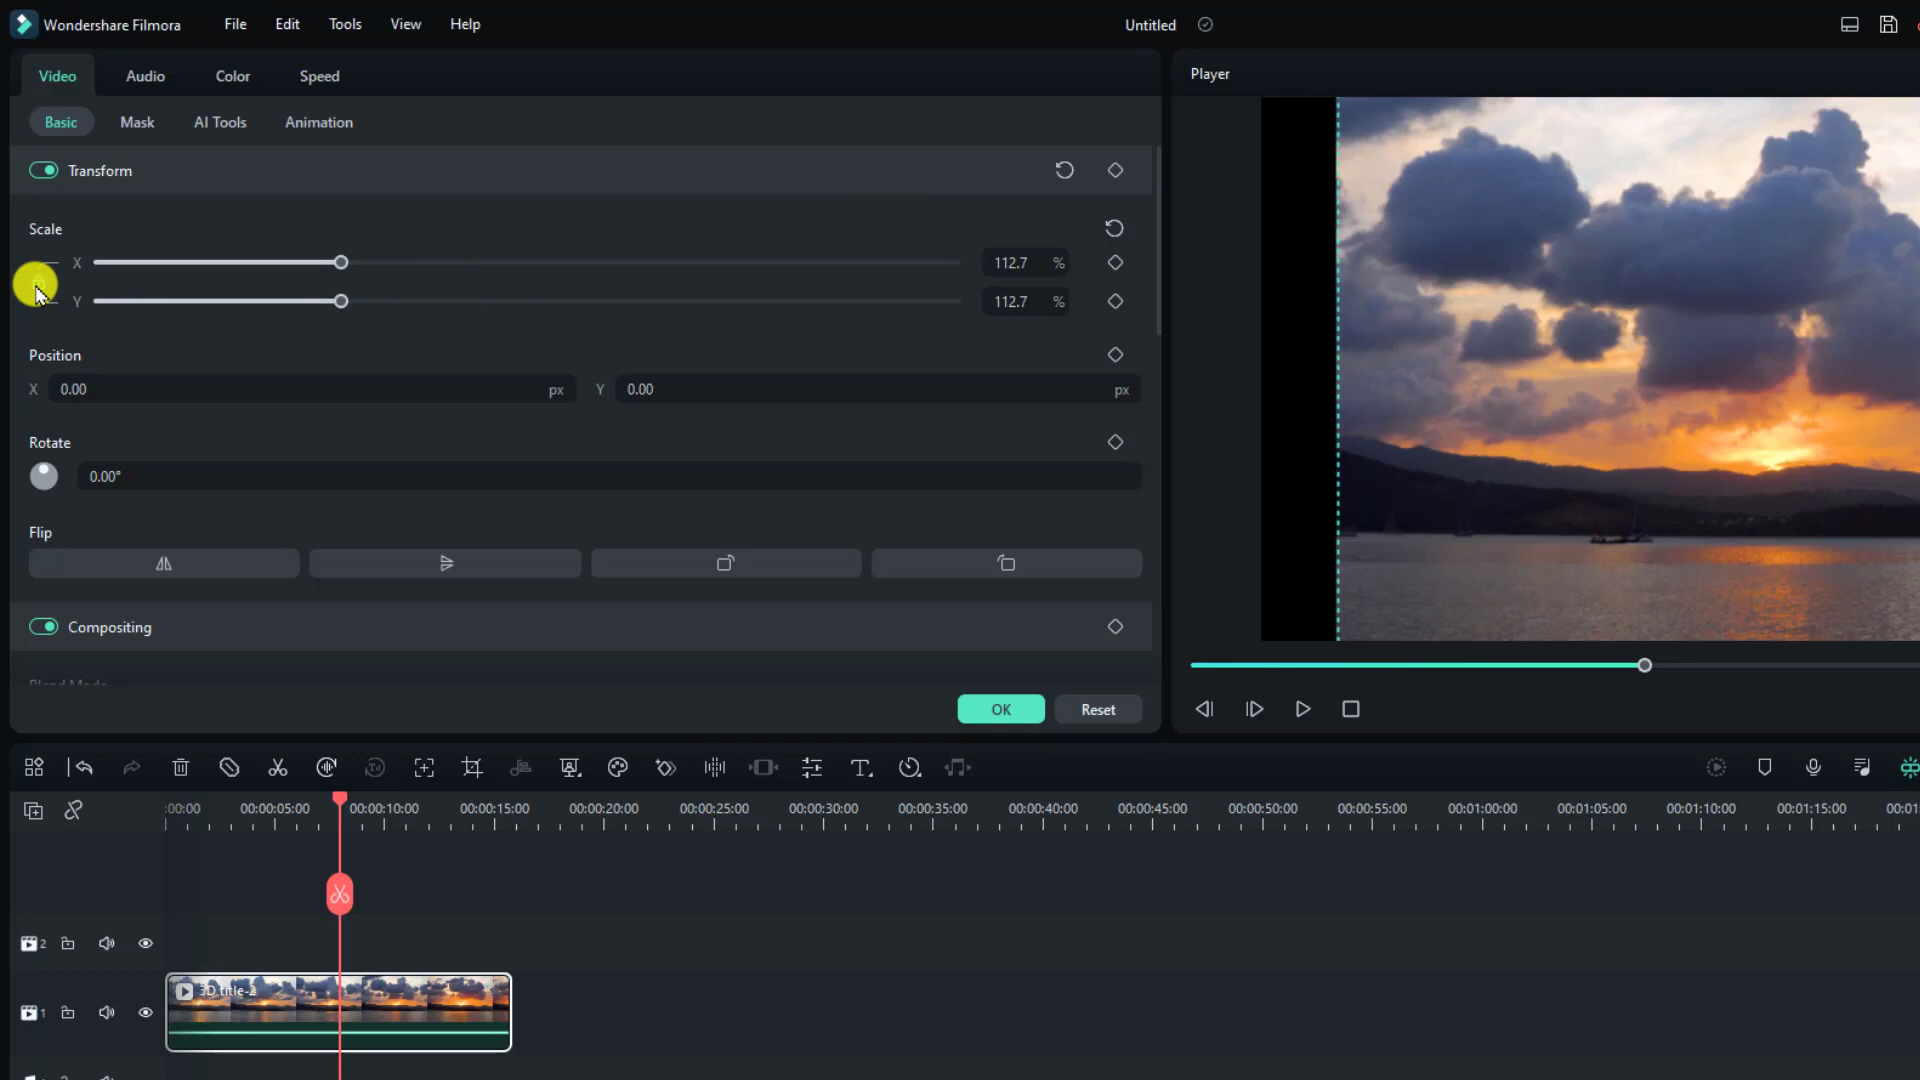 Wondershare Filmora File Edit Tools View Help Untitled
Video Audio Color Speed
Player
Basic Mask AI Tools Animation
Transform
Scale
X 112.7 %
Y 112.7 %
Position
X 0.00 px Y 0.00 px
Rotate
0.00°
Flip
Compositing
Blend Mode
OK Reset
:00:00 00:00:05:00 00:00:10:00 00:00:15:00 00:00:20:00 00:00:25:00 00:00:30:00 00:00:35:00 00:00:40:00 00:00:45:00 00:00:50:00 00:00:55:00 00:01:00:00 00:01:05:00 00:01:10:00 00:01:15:00 00:01:
2
3D title-2
1